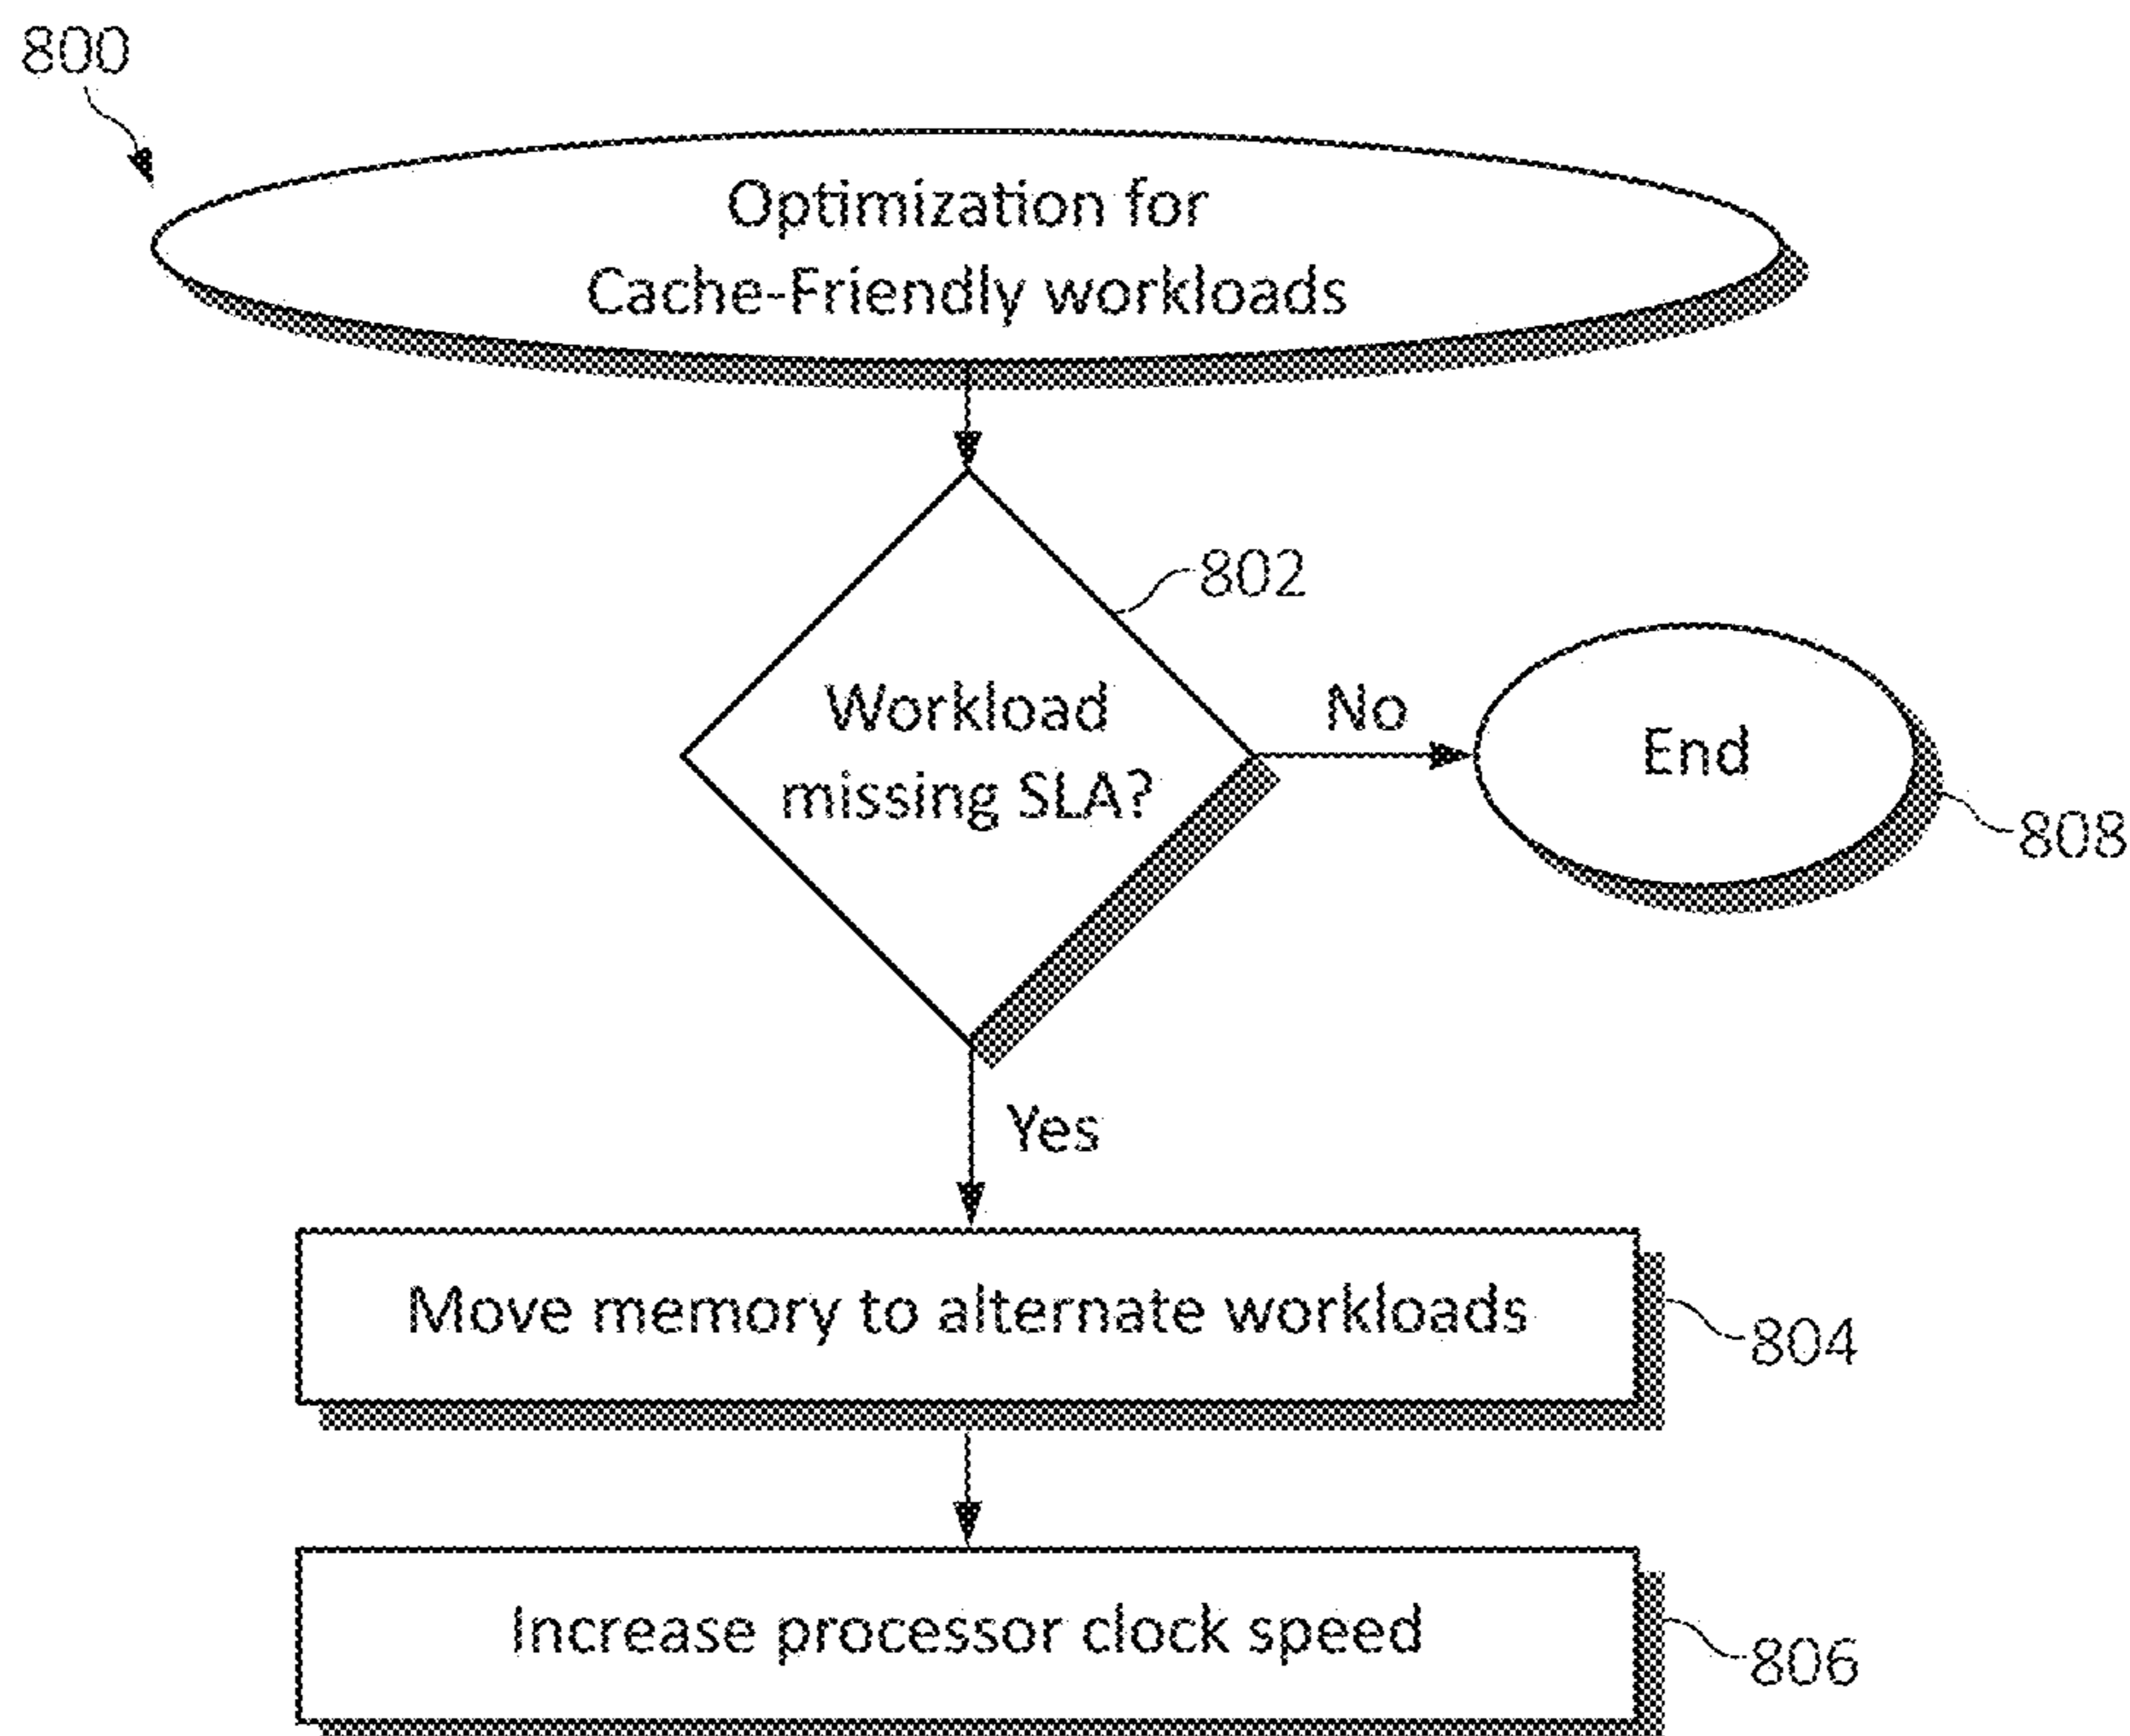 800
Optimization for
Cache-Friendly workloads
802
Workload
missing SLA?
No
End
808
Yes
Move memory to alternate workloads
804
Increase processor clock speed
806